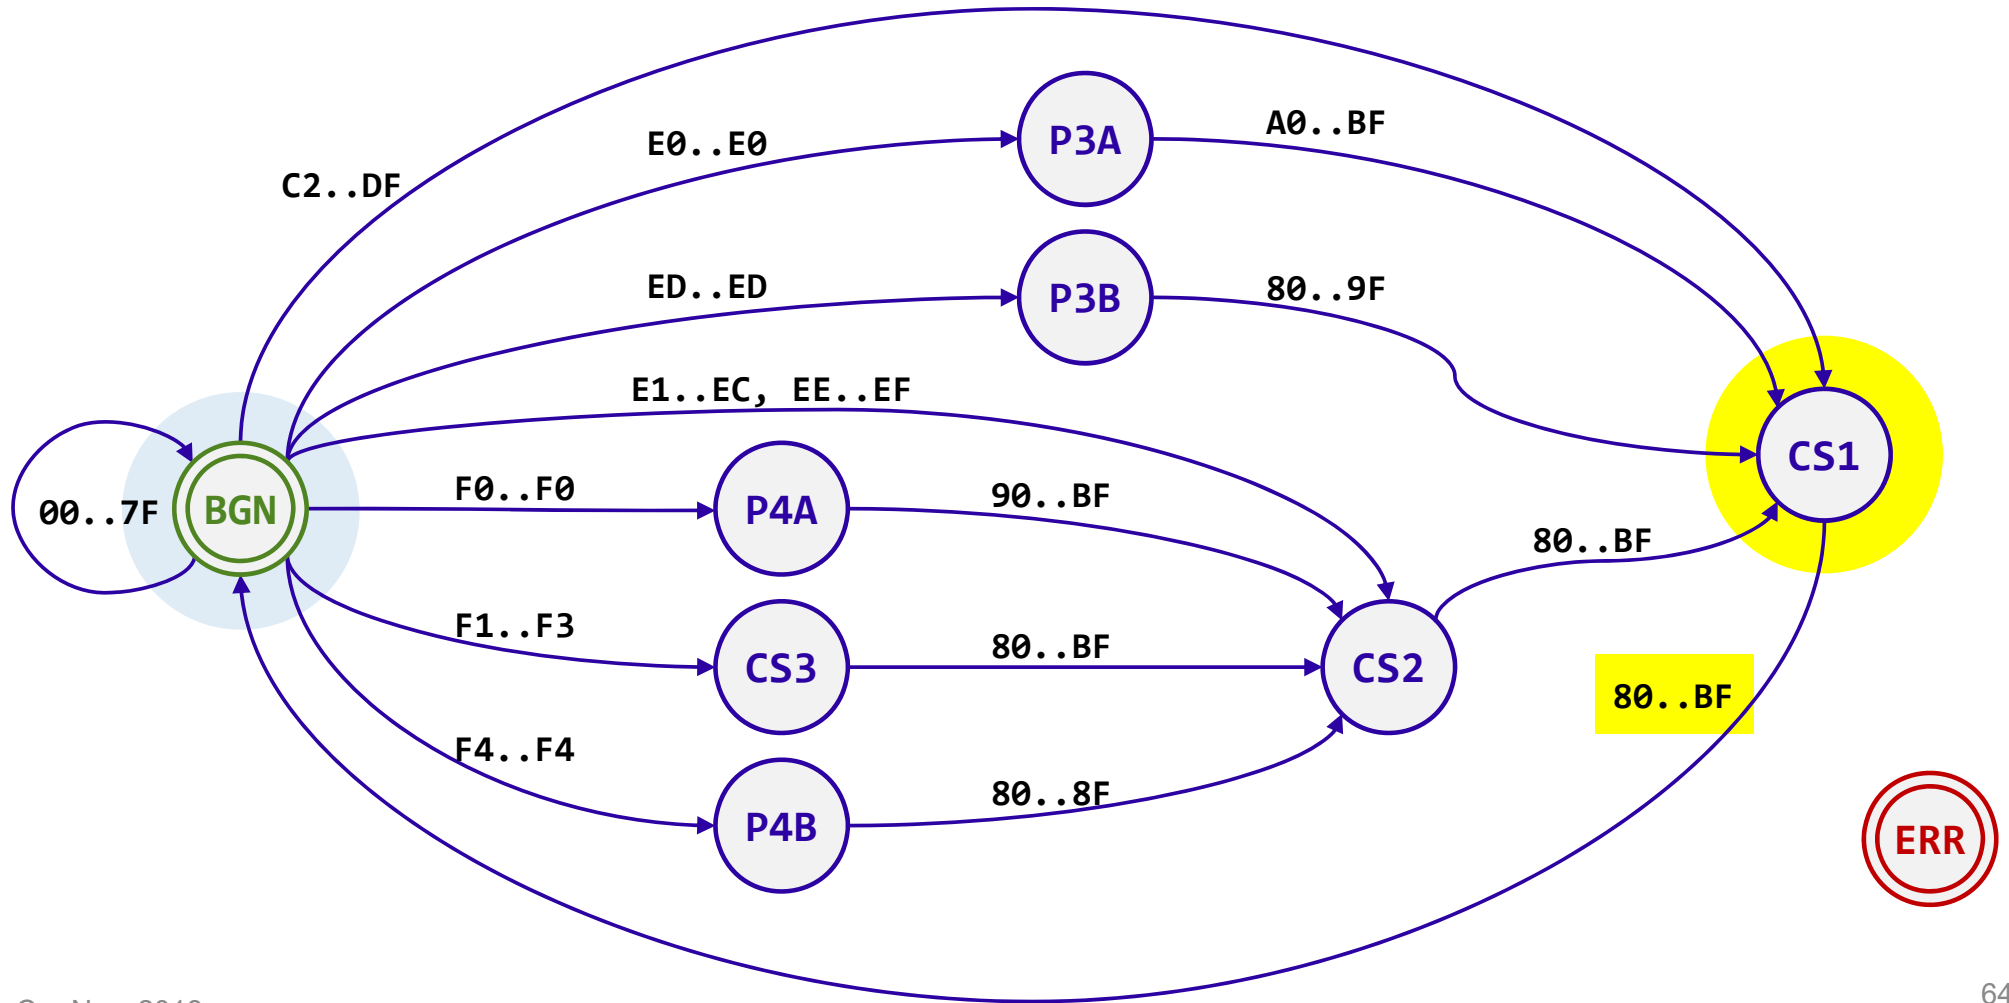 P3A
A0..BF
E0..E0
C2..DF
ED..ED
80..9F
P3B
E1..EC, EE..EF
CS1
F0..F0
90..BF
00..7F
BGN
P4A
80..BF
F1..F3
80..BF
CS3
CS2
80..BF
F4..F4
80..8F
P4B
ERR
64